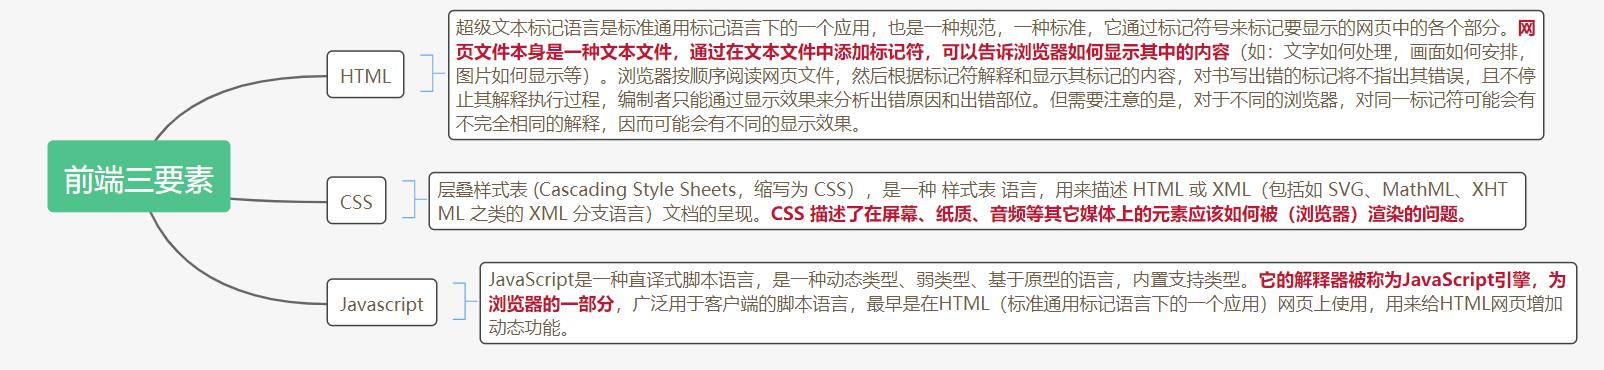 前端三要素
HTML
超级文本标记语言是标准通用标记语言下的一个应用，也是一种规范，一种标准，它通过标记符号来标记要显示的网页中的各个部分。网
页文件本身是一种文本文件，通过在文本文件中添加标记符，可以告诉浏览器如何显示其中的内容（如：文字如何处理，画面如何安排，
图片如何显示等）。浏览器按顺序阅读网页文件，然后根据标记符解释和显示其标记的内容，对书写出错的标记将不指出其错误，且不停
止其解释执行过程，编制者只能通过显示效果来分析出错原因和出错部位。但需要注意的是，对于不同的浏览器，对同一标记符可能会有
不完全相同的解释，因而可能会有不同的显示效果。
CSS
层叠样式表 (Cascading Style Sheets，缩写为 CSS），是一种 样式表 语言，用来描述 HTML 或 XML（包括如 SVG、MathML、XHT
ML 之类的 XML 分支语言）文档的呈现。CSS 描述了在屏幕、纸质、音频等其它媒体上的元素应该如何被（浏览器）渲染的问题。
Javascript
JavaScript是一种直译式脚本语言，是一种动态类型、弱类型、基于原型的语言，内置支持类型。它的解释器被称为JavaScript引擎，为
浏览器的一部分，广泛用于客户端的脚本语言，最早是在HTML（标准通用标记语言下的一个应用）网页上使用，用来给HTML网页增加
动态功能。